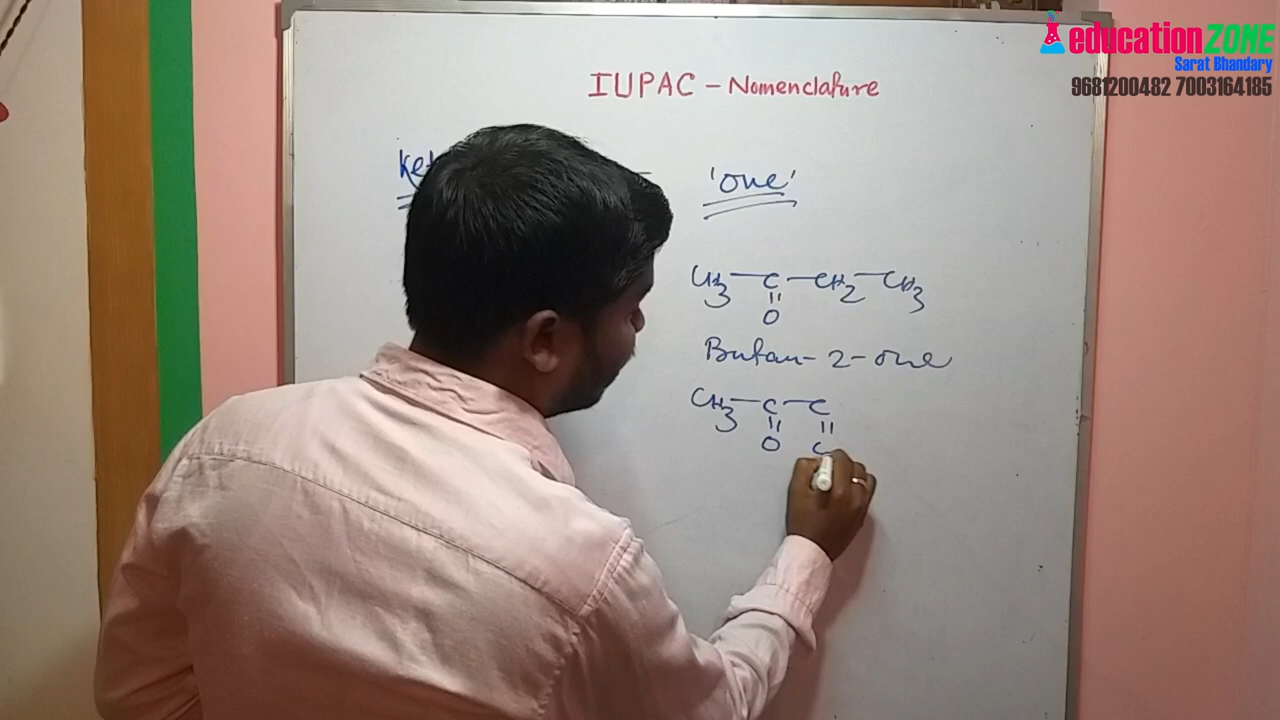 educationZONE
Sarat Bhandary
9681200482 7003164185
IUPAC - Nomenclature
'one'
CH3 — C — CH2 — CH3
||
O
Butan-2-one
CH3 — C — C
|| ||
O